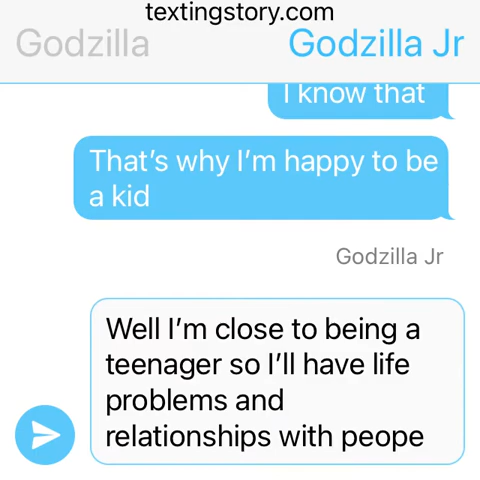 textingstory.com
Godzilla Godzilla Jr
I know that
That's why I'm happy to be
a kid
Godzilla Jr
Well I'm close to being a
teenager so I'll have life
problems and
relationships with peope